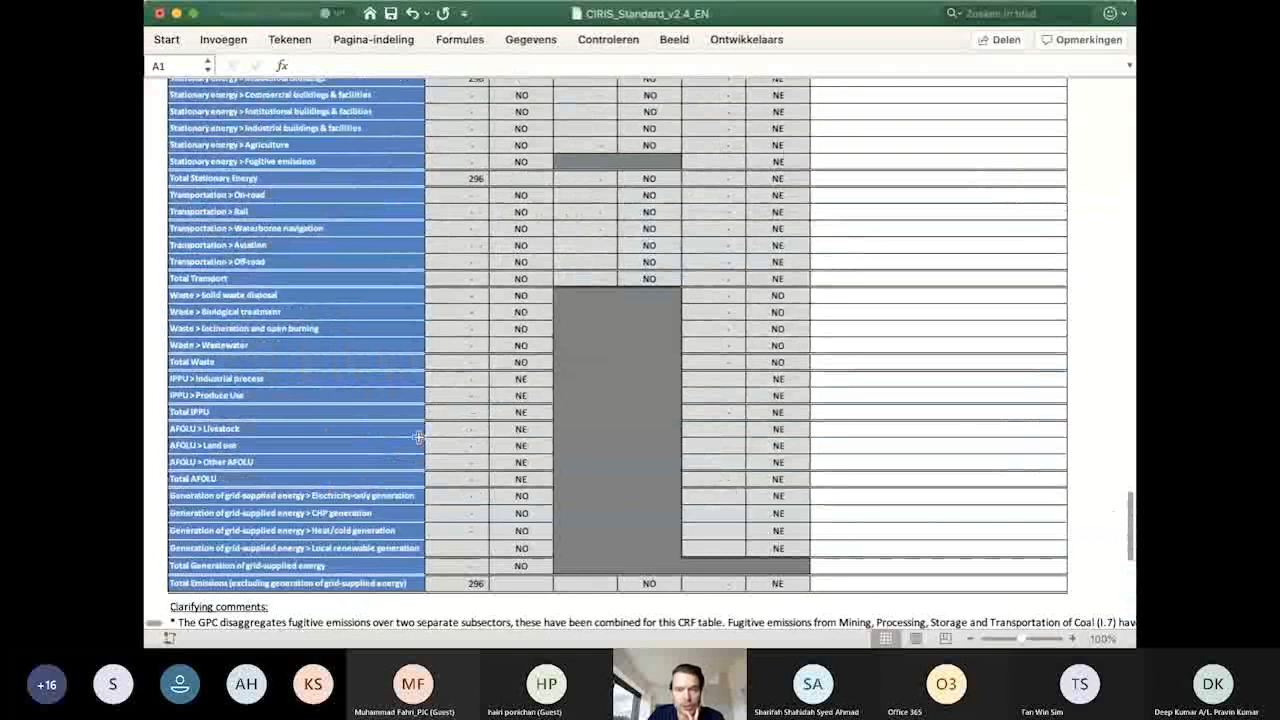 CIRIS_Standard_v2.4_EN
Zoeken in blad
Start Invoegen Tekenen Pagina-indeling Formules Gegevens Controleren Beeld Ontwikkelaars Delen Opmerkingen
A1 fx
296 NO NE
Stationary energy > Commercial buildings & facilities - NO - NO - NE
Stationary energy > Institutional buildings & facilities - NO - NO - NE
Stationary energy > Industrial buildings & facilities - NO - NO - NE
Stationary energy > Agriculture - NO - NO - NE
Stationary energy > Fugitive emissions - NO NE
Total Stationary Energy 296 - NO - NE
Transportation > On-road - NO - NO - NE
Transportation > Rail - NO - NO - NE
Transportation > Waterborne navigation - NO - NO - NE
Transportation > Aviation - NO - NO - NE
Transportation > Off-road - NO - NO - NE
Total Transport - NO - NO - NE
Waste > Solid waste disposal - NO - NO
Waste > Biological treatment - NO - NO
Waste > Incineration and open burning - NO - NO
Waste > Wastewater - NO - NO
Total Waste - NO - NO
IPPU > Industrial process - NE NE
IPPU > Produce Use - NE NE
Total IPPU - NE - NE
AFOLU > Livestock - NE NE
AFOLU > Land use - NE NE
AFOLU > Other AFOLU - NE NE
Total AFOLU - NE - NE
Generation of grid-supplied energy > Electricity-only generation - NO NE
Generation of grid-supplied energy > CHP generation - NO NE
Generation of grid-supplied energy > Heat/cold generation - NO NE
Generation of grid-supplied energy > Local renewable generation - NO NE
Total Generation of grid-supplied energy - NO
Total Emissions (excluding generation of grid-supplied energy) 296 NO - NE
Clarifying comments:
* The GPC disaggregates fugitive emissions over two separate subsectors, these have been combined for this CRF table. Fugitive emissions from Mining, Processing, Storage and Transportation of Coal (I.7) hav
100%
+16 S AH KS MF HP SA O3 TS DK
Muhammad Fahri_PJC (Guest) hairi ponichan (Guest) Sharifah Shahidah Syed Ahmad Office 365 Tan Win Sim Deep Kumar A/L. Pravin Kumar